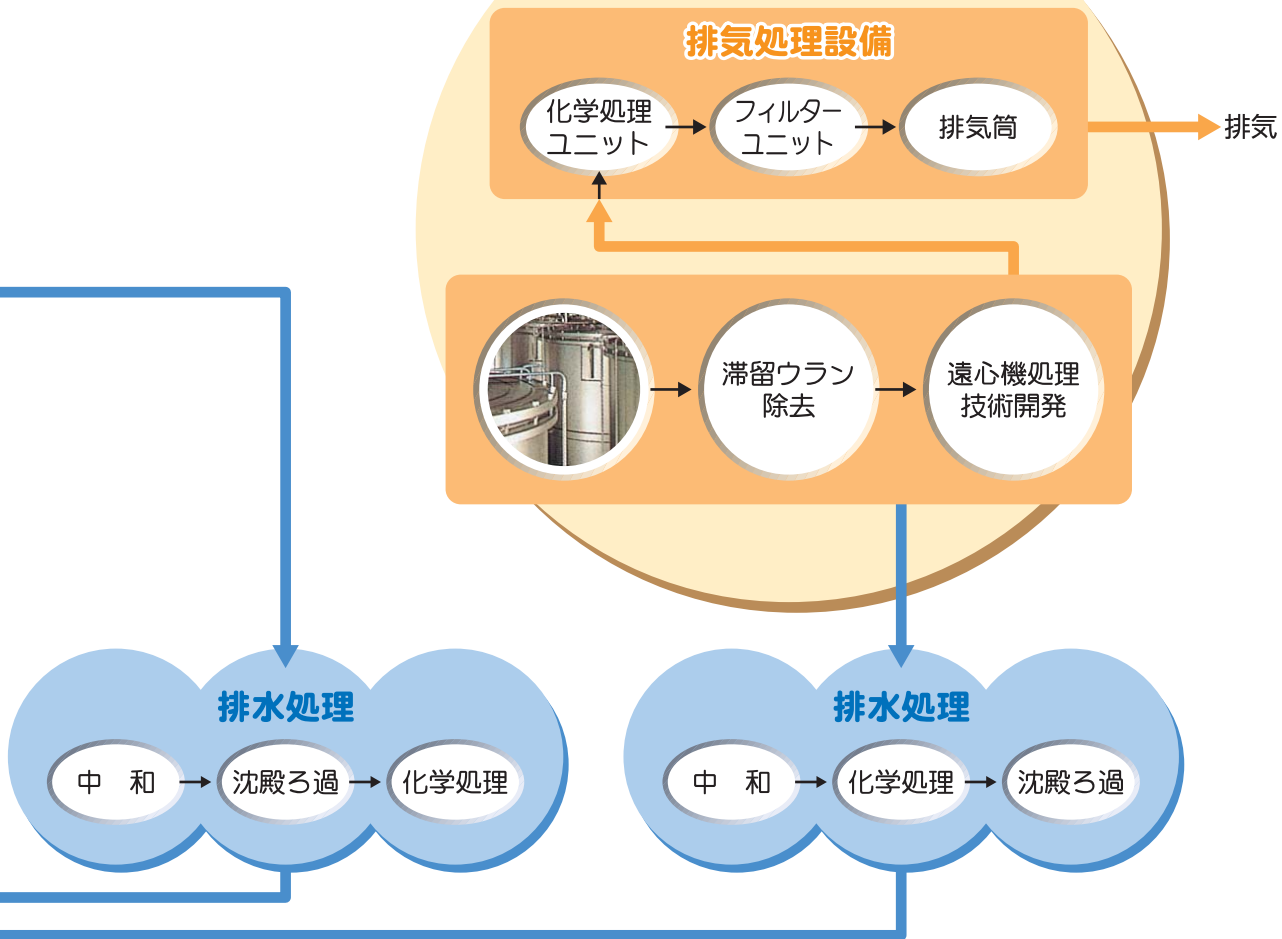 排気処理設備
化学処理
ユニット
フィルター
ユニット
排気筒
排気
滞留ウラン
除去
遠心機処理
技術開発
排水処理
中　和
沈殿ろ過
化学処理
排水処理
中　和
化学処理
沈殿ろ過